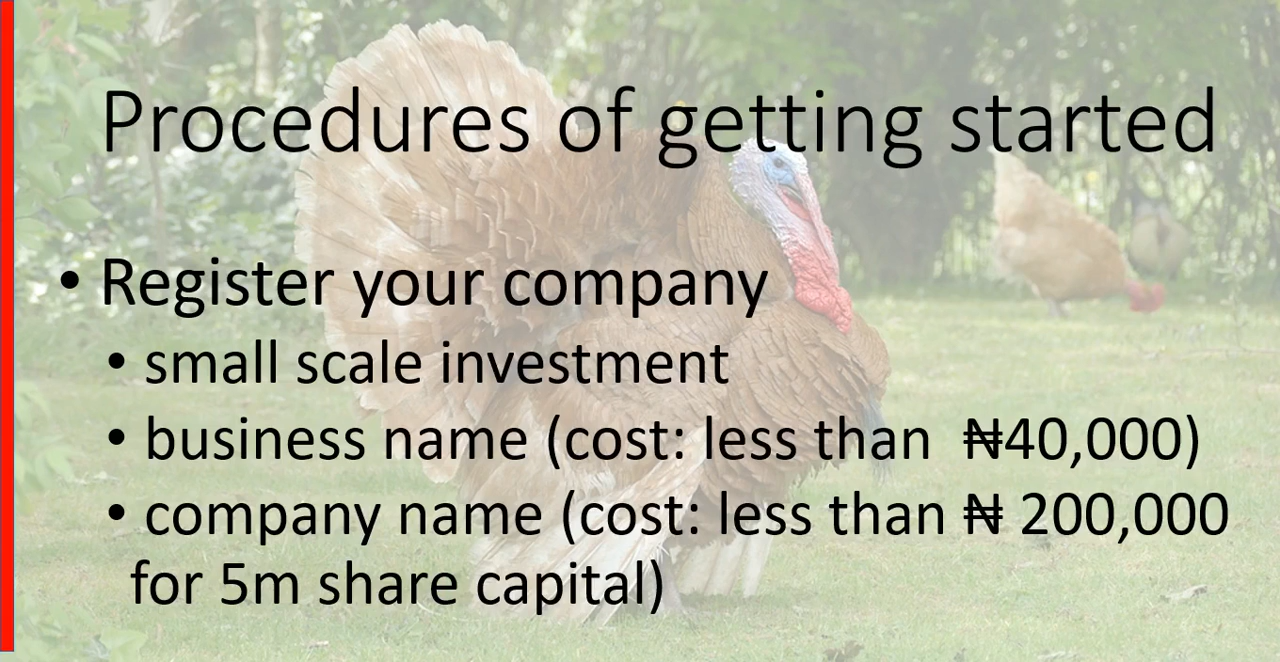 Procedures of getting started
• Register your company
• small scale investment
• business name (cost: less than  ₦40,000)
• company name (cost: less than ₦ 200,000
for 5m share capital)